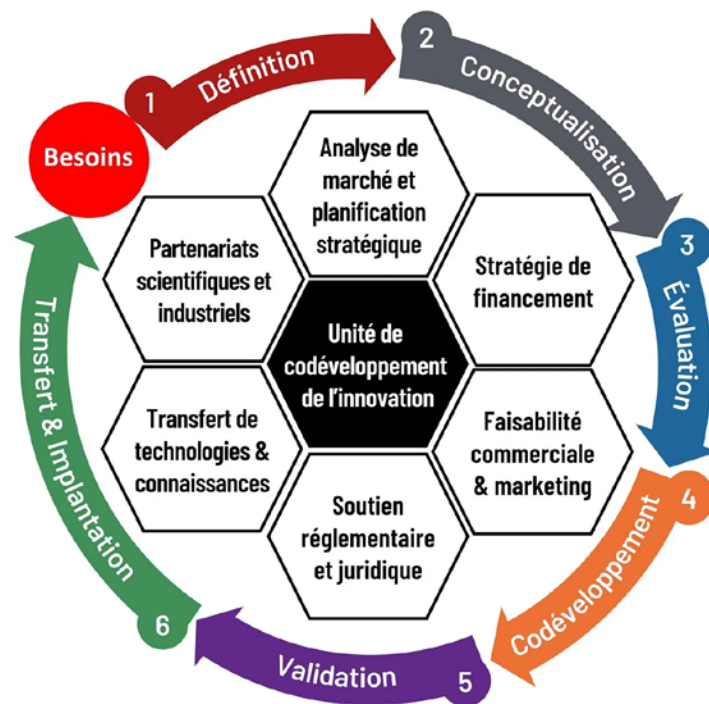 Besoins
1 Définition
2 Conceptualisation
3 Évaluation
4 Codéveloppement
5 Validation
6 Transfert & Implantation
Analyse de
marché et
planification
stratégique
Stratégie de
financement
Faisabilité
commerciale
& marketing
Soutien
réglementaire
et juridique
Transfert de
technologies &
connaissances
Partenariats
scientifiques et
industriels
Unité de
codéveloppement
de l'innovation